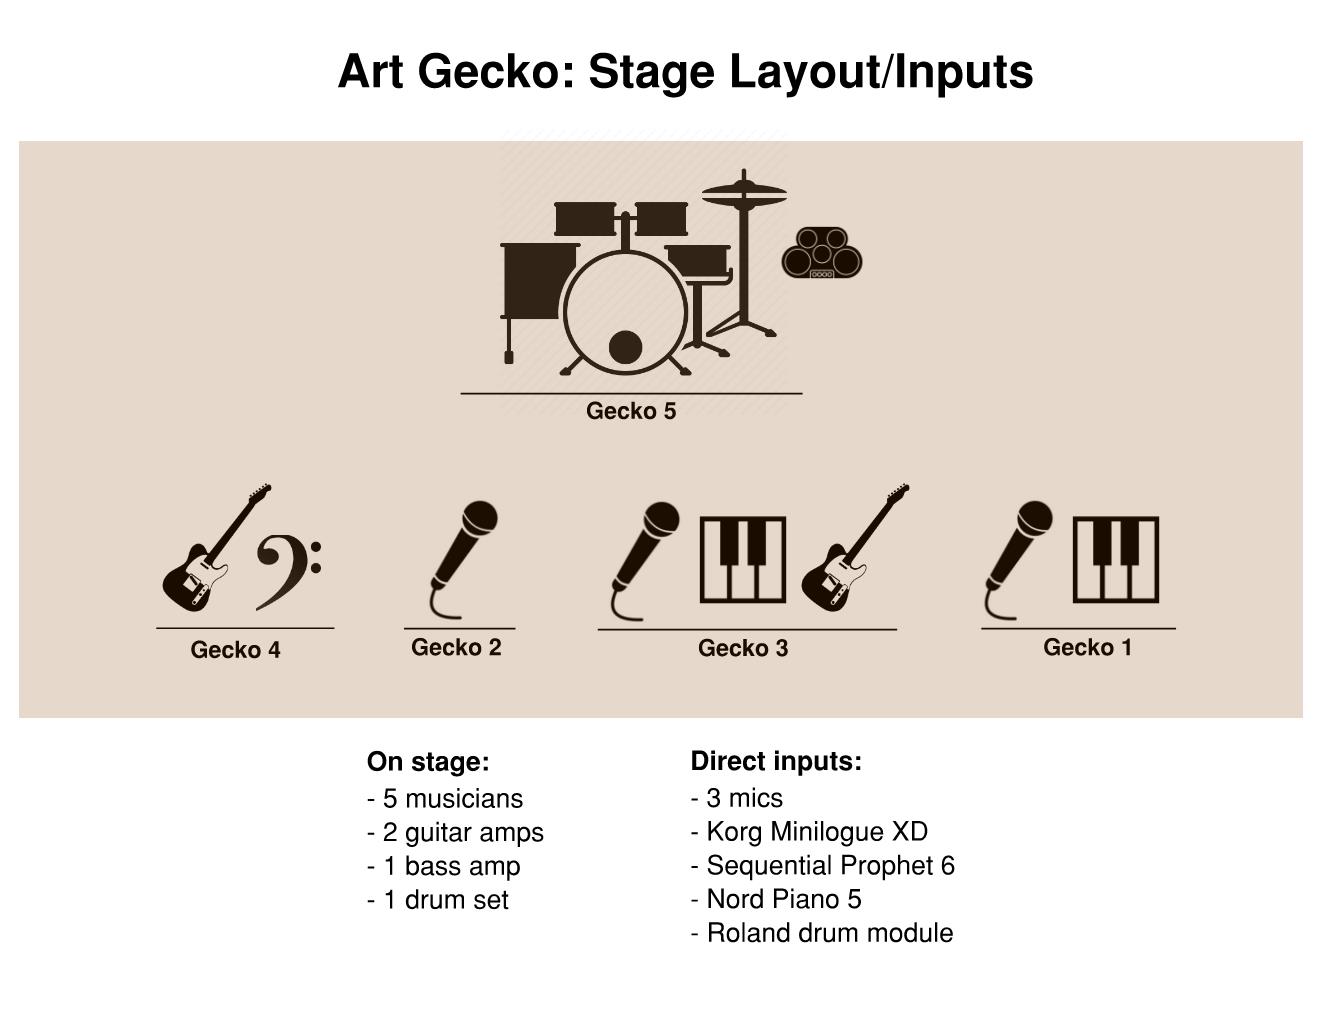 Art Gecko: Stage Layout/Inputs
Gecko 5
Gecko 4
Gecko 2
Gecko 3
Gecko 1
On stage:
- 5 musicians
- 2 guitar amps
- 1 bass amp
- 1 drum set
Direct inputs:
- 3 mics
- Korg Minilogue XD
- Sequential Prophet 6
- Nord Piano 5
- Roland drum module